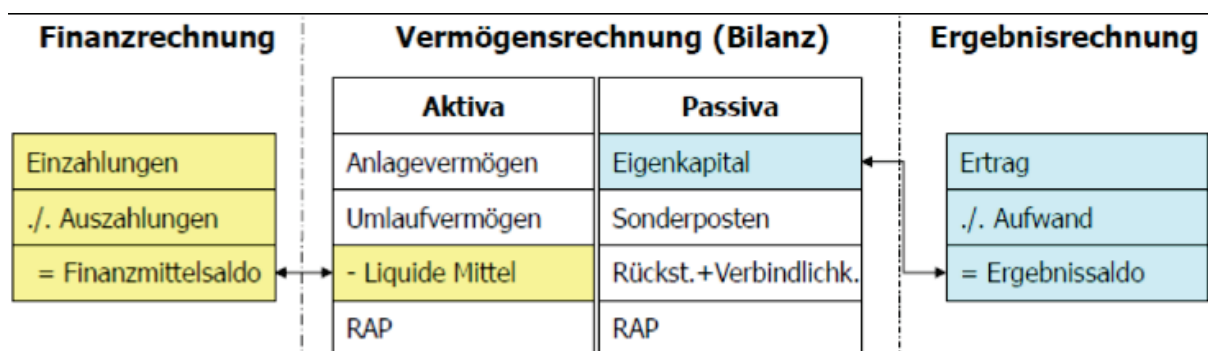 Finanzrechnung
Vermögensrechnung (Bilanz)
Ergebnisrechnung
Aktiva
Passiva
Einzahlungen
Anlagevermögen
Eigenkapital
Ertrag
./. Auszahlungen
Umlaufvermögen
Sonderposten
./. Aufwand
= Finanzmittelsaldo
- Liquide Mittel
Rückst.+Verbindlichk.
= Ergebnissaldo
RAP
RAP